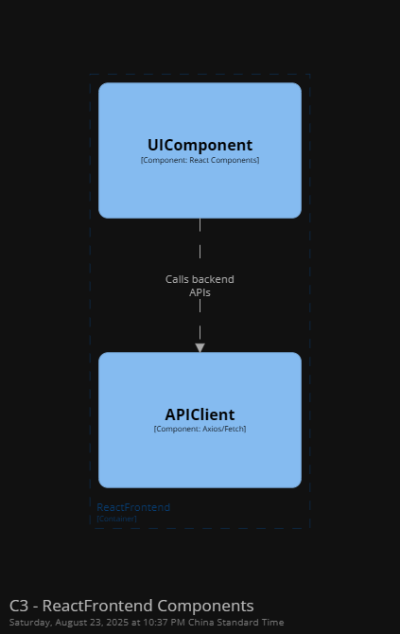 UIComponent
[Component: React Components]
Calls backend
APIs
APIClient
[Component: Axios/Fetch]
ReactFrontend
[Container]
C3 - ReactFrontend Components
Saturday, August 23, 2025 at 10:37 PM China Standard Time